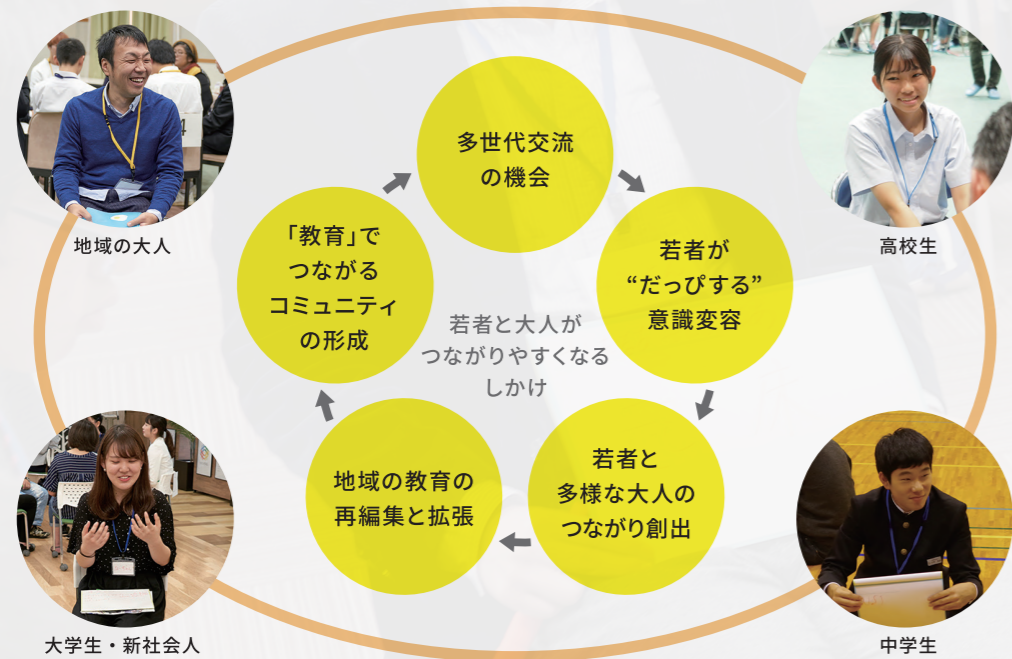 地域の大人
高校生
多世代交流
の機会
若者が
“だっぴする”
意識変容
若者と
多様な大人の
つながり創出
地域の教育の
再編集と拡張
「教育」で
つながる
コミュニティ
の形成
若者と大人が
つながりやすくなる
しかけ
大学生・新社会人
中学生